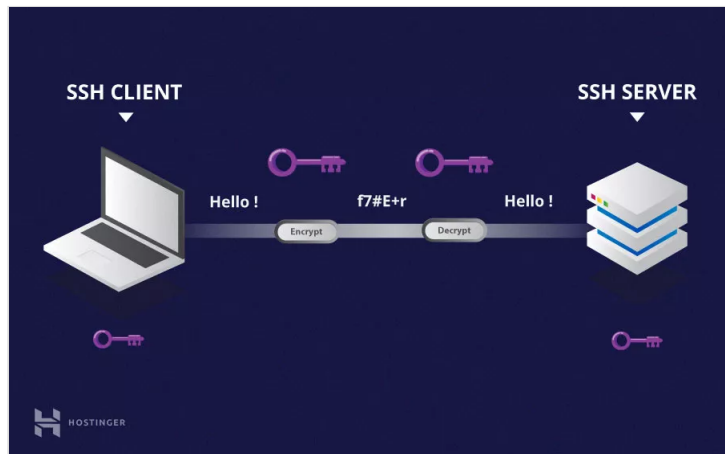 SSH CLIENT
SSH SERVER
Hello !
f7#E+r
Hello !
Encrypt
Decrypt
HOSTINGER